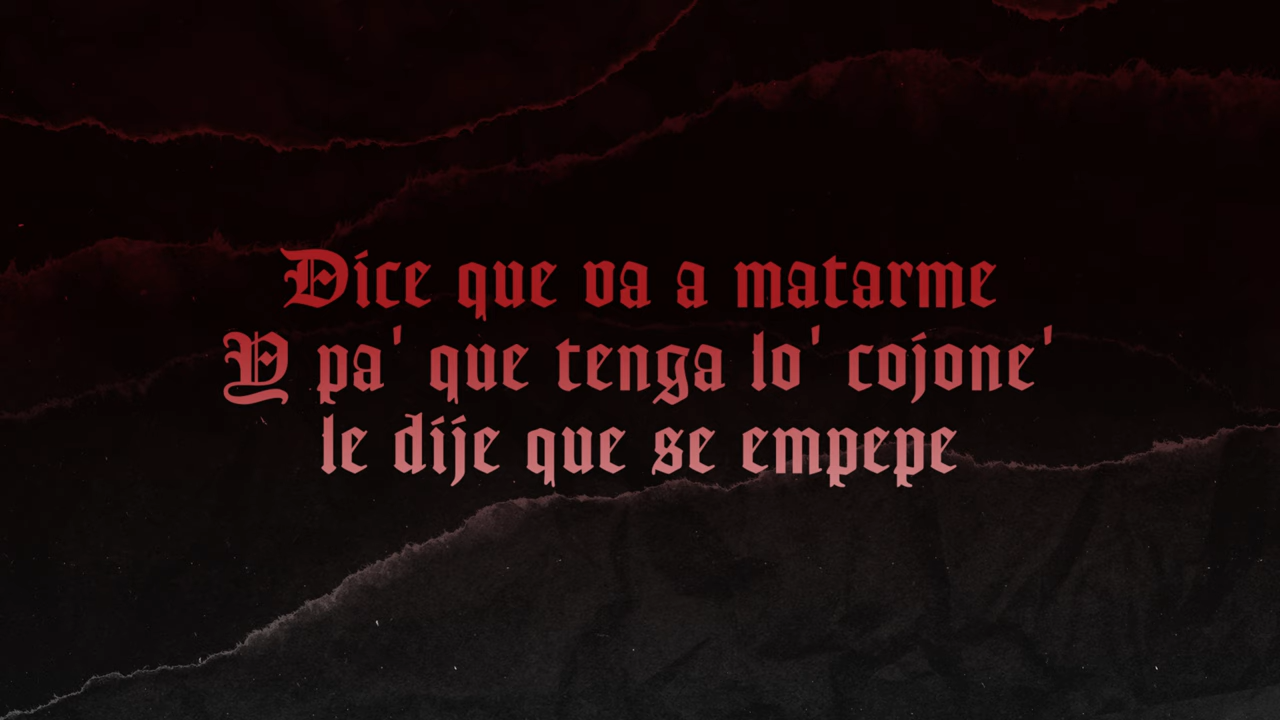 Dice que va a matarme
Y pa' que tenga lo' cojone'
le dije que se empepe